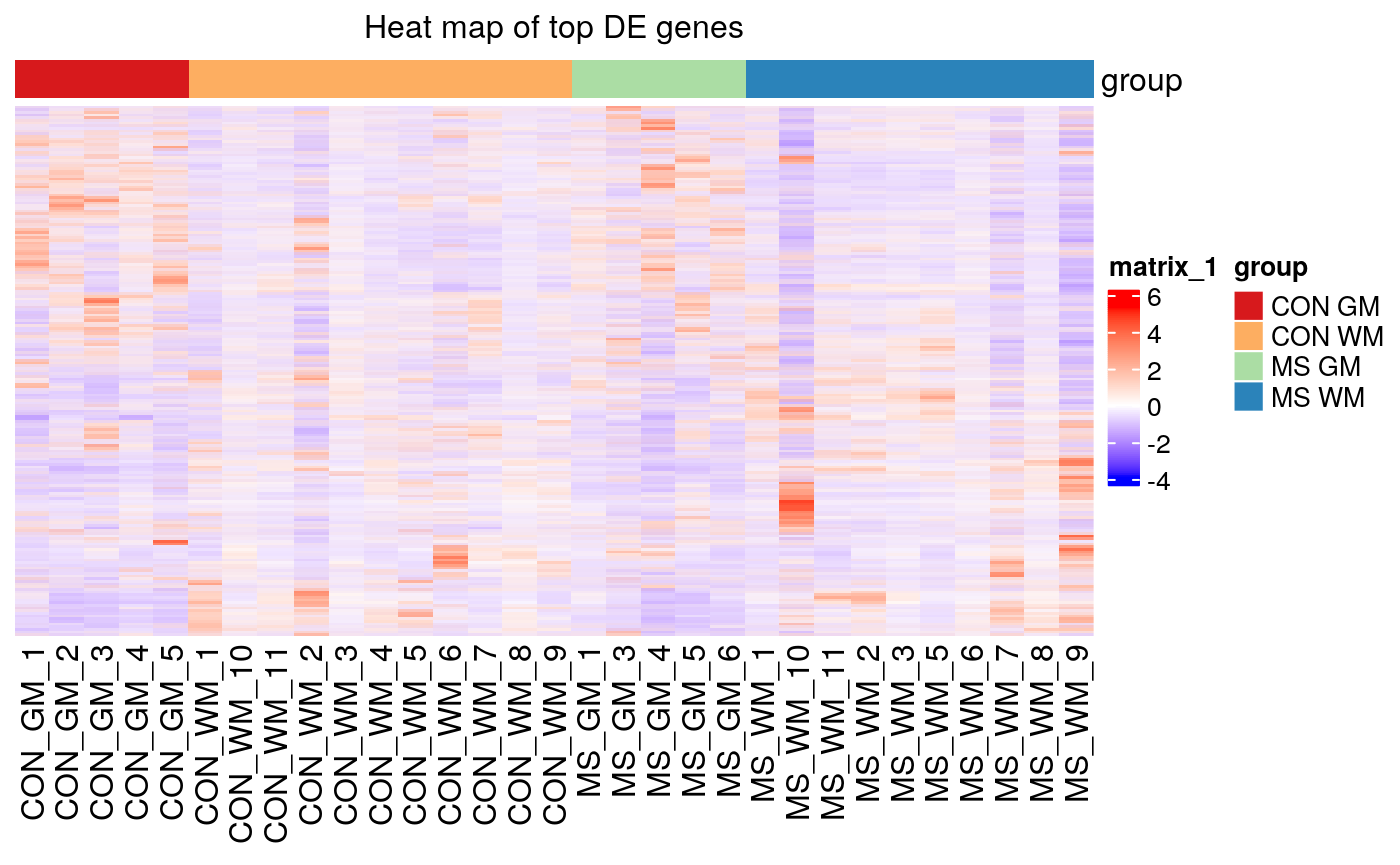 Heat map of top DE genes
group
matrix_1
6
4
2
0
-2
-4
group
CON GM
CON WM
MS GM
MS WM
CON_GM_1
CON_GM_2
CON_GM_3
CON_GM_4
CON_GM_5
CON_WM_1
CON_WM_10
CON_WM_11
CON_WM_2
CON_WM_3
CON_WM_4
CON_WM_5
CON_WM_6
CON_WM_7
CON_WM_8
CON_WM_9
MS_GM_1
MS_GM_3
MS_GM_4
MS_GM_5
MS_GM_6
MS_WM_1
MS_WM_10
MS_WM_11
MS_WM_2
MS_WM_3
MS_WM_5
MS_WM_6
MS_WM_7
MS_WM_8
MS_WM_9